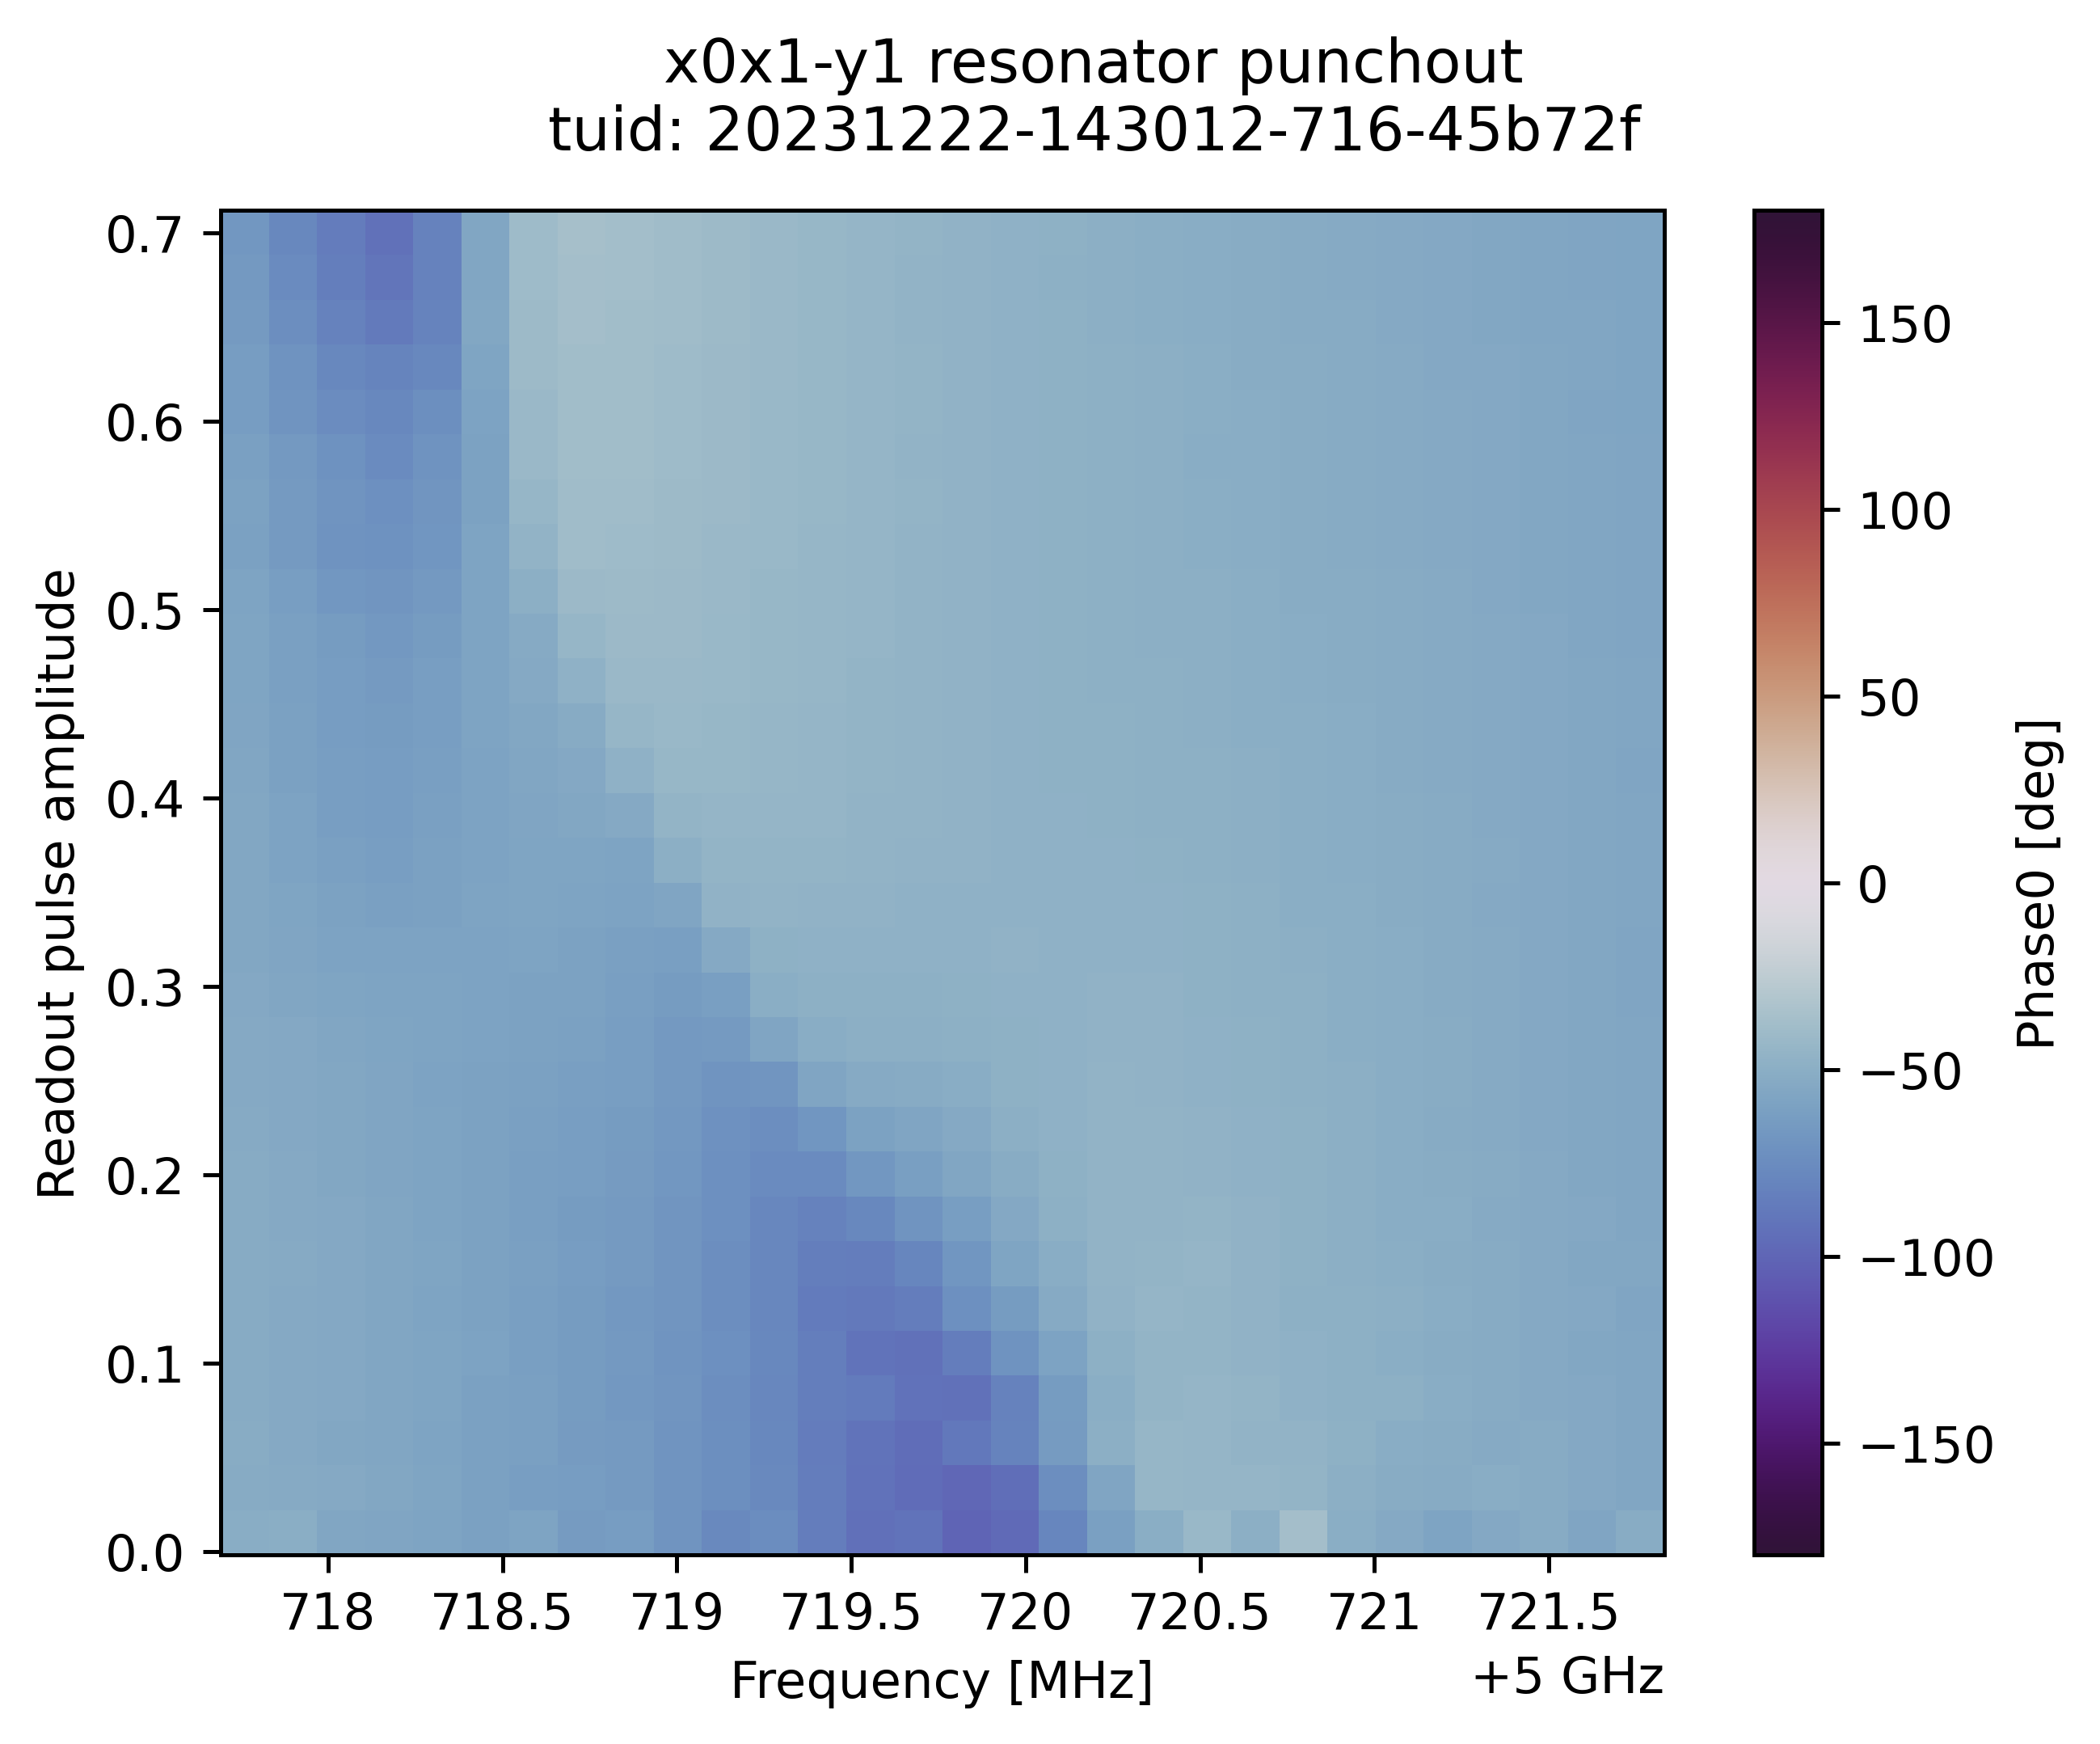 x0x1-y1 resonator punchout
tuid: 20231222-143012-716-45b72f
Readout pulse amplitude
0.7
0.6
0.5
0.4
0.3
0.2
0.1
0.0
718 718.5 719 719.5 720 720.5 721 721.5
Frequency [MHz]
+5 GHz
150
100
50
0
−50
−100
−150
Phase0 [deg]